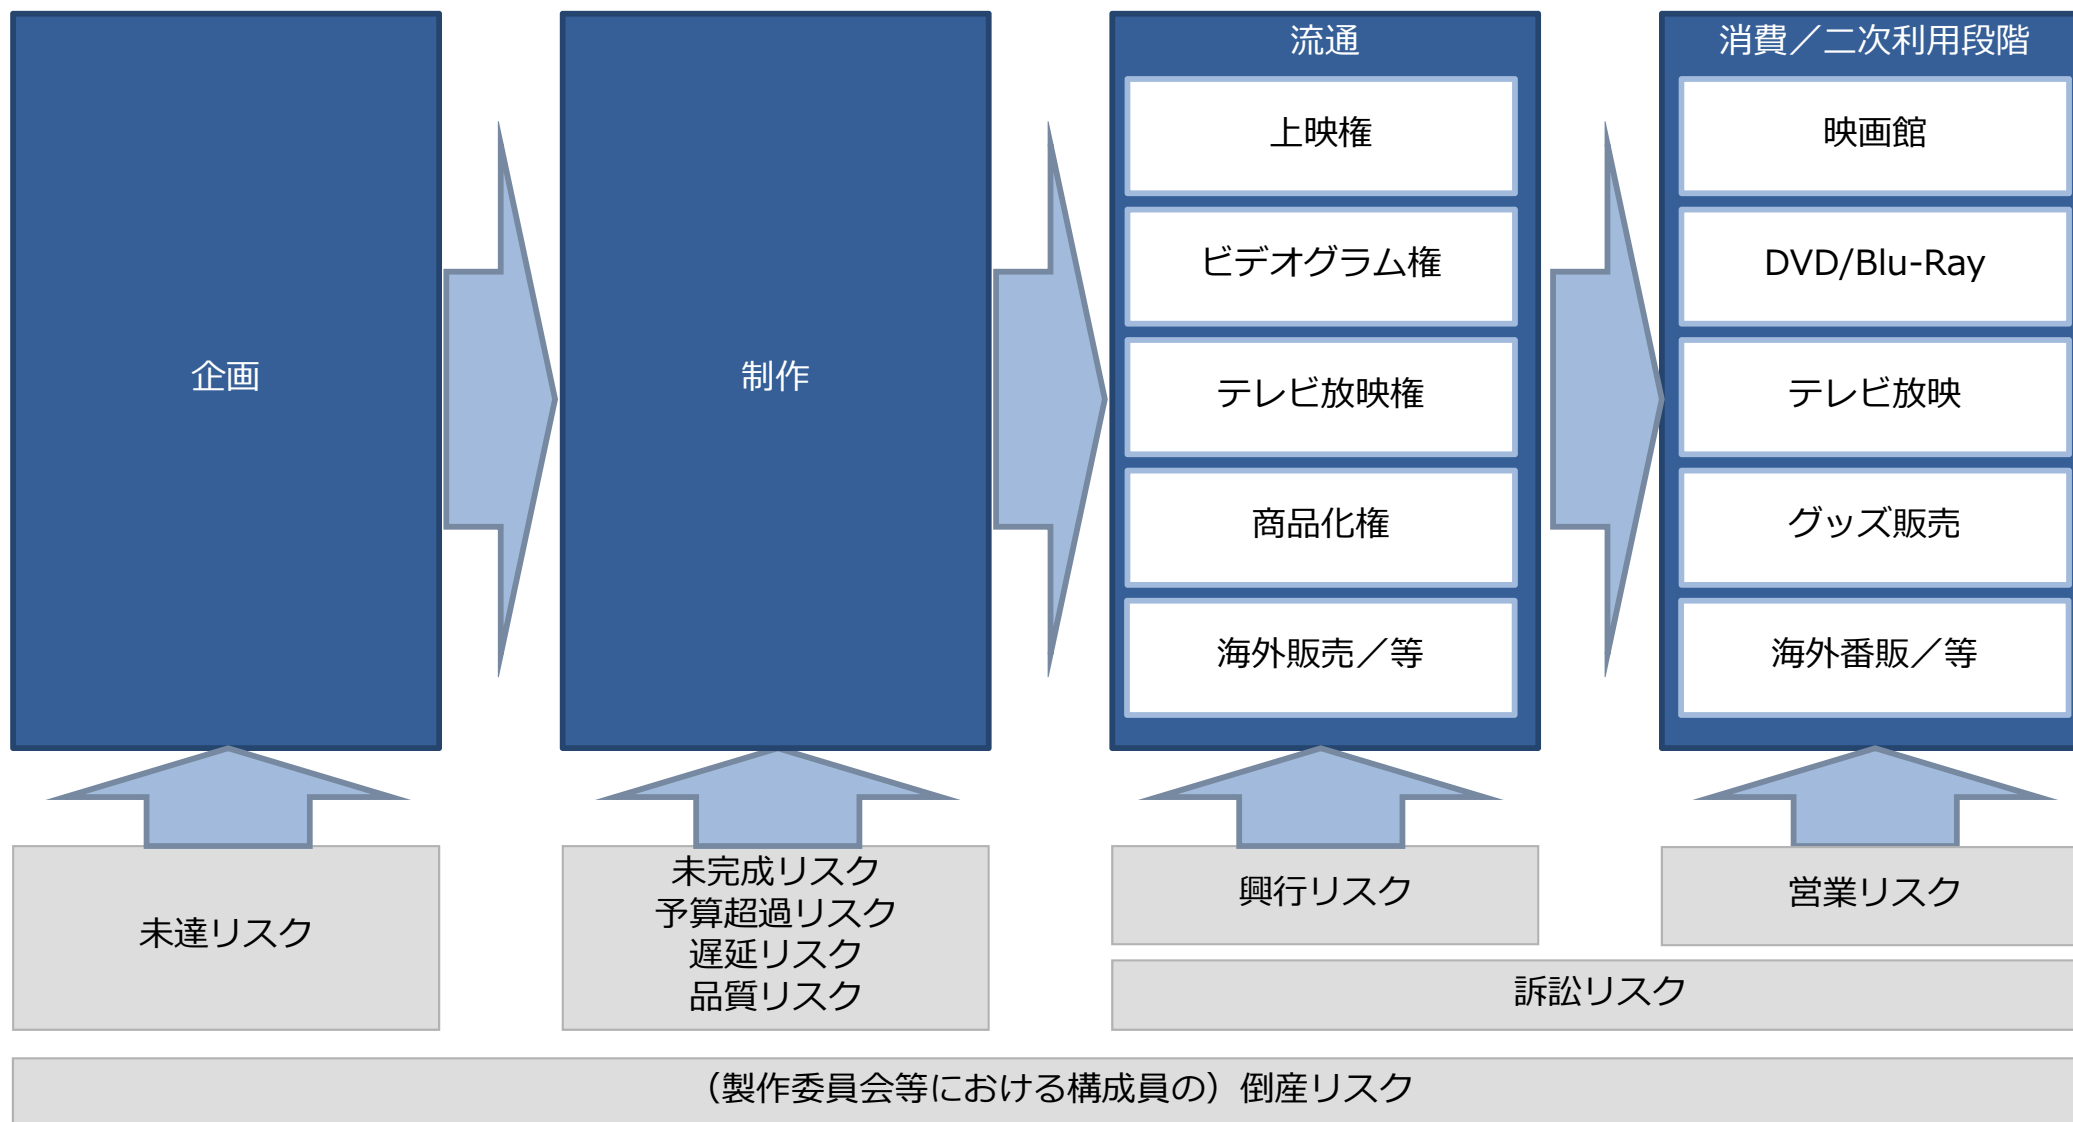 企画
制作
流通
上映権
ビデオグラム権
テレビ放映権
商品化権
海外販売／等
消費／二次利用段階
映画館
DVD/Blu-Ray
テレビ放映
グッズ販売
海外番販／等
未達リスク
未完成リスク
予算超過リスク
遅延リスク
品質リスク
興行リスク
営業リスク
訴訟リスク
（製作委員会等における構成員の）倒産リスク